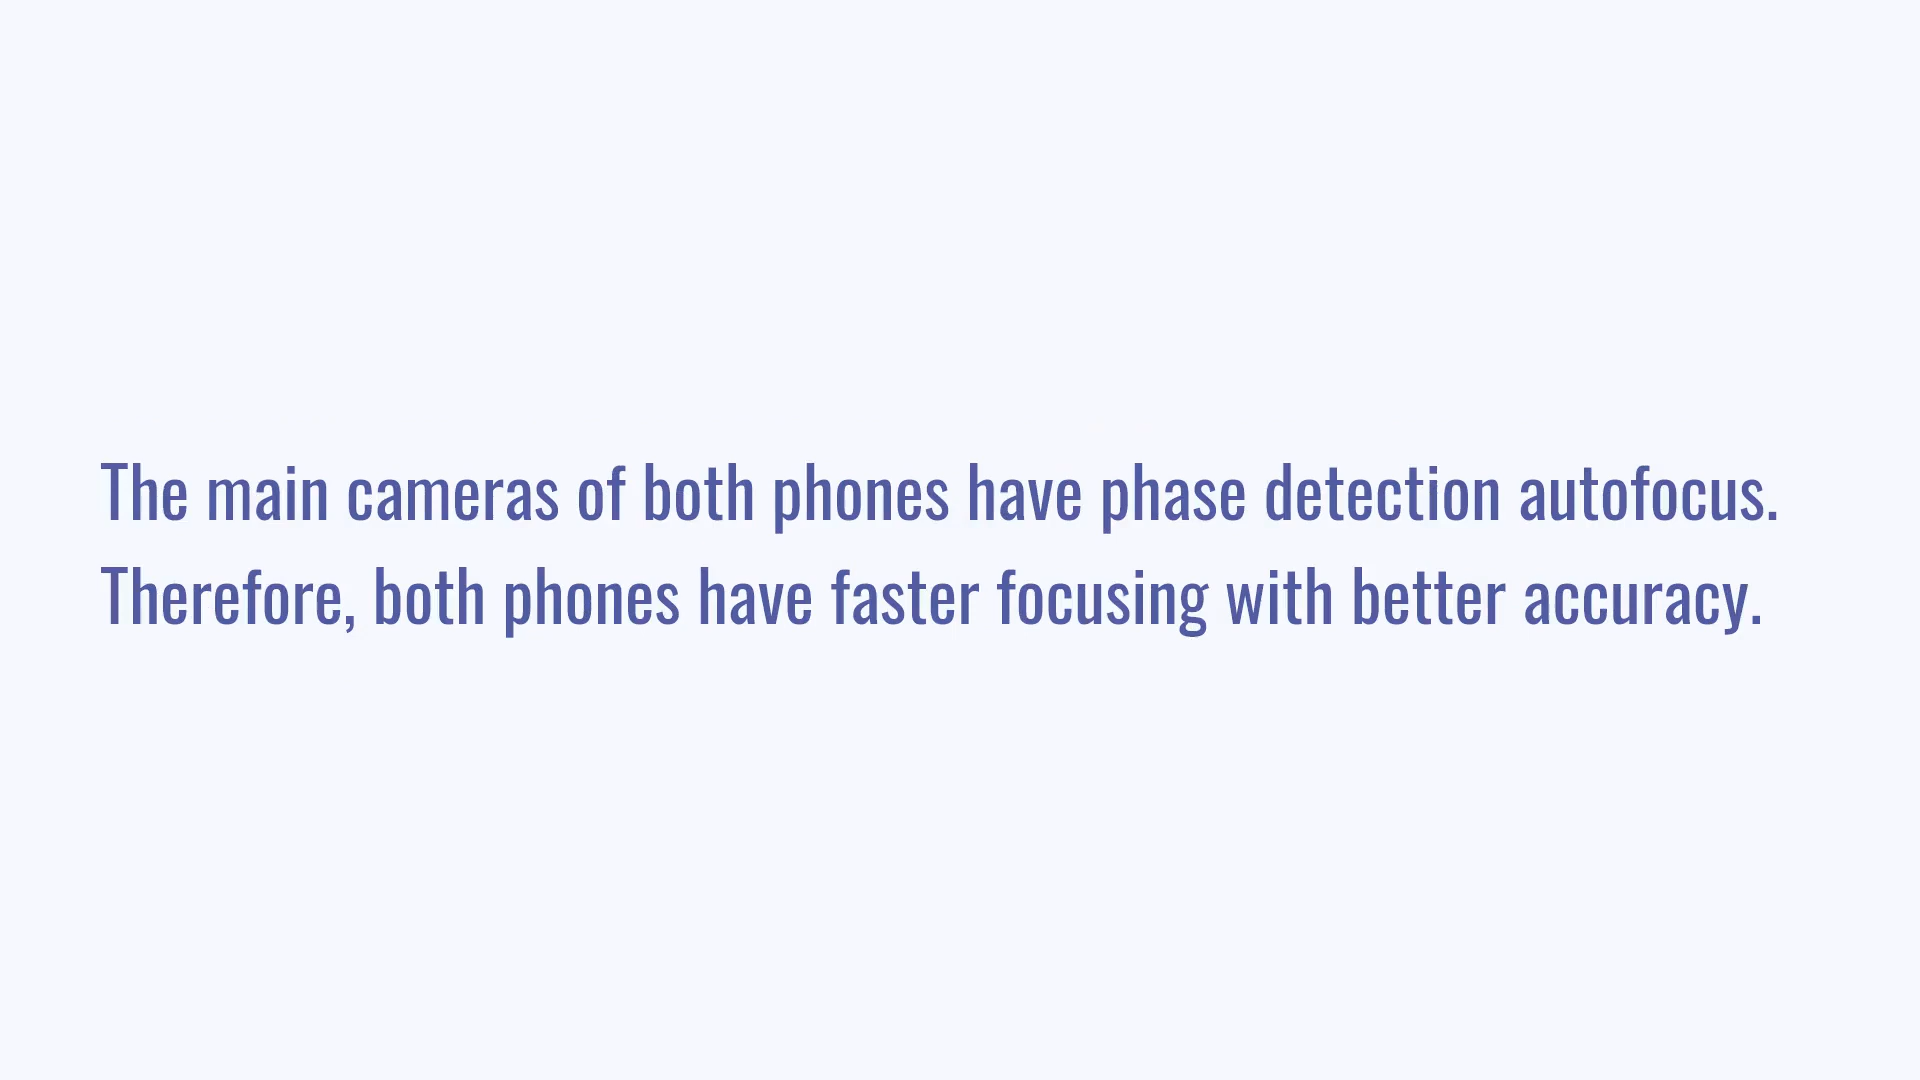 The main cameras of both phones have phase detection autofocus.
Therefore, both phones have faster focusing with better accuracy.